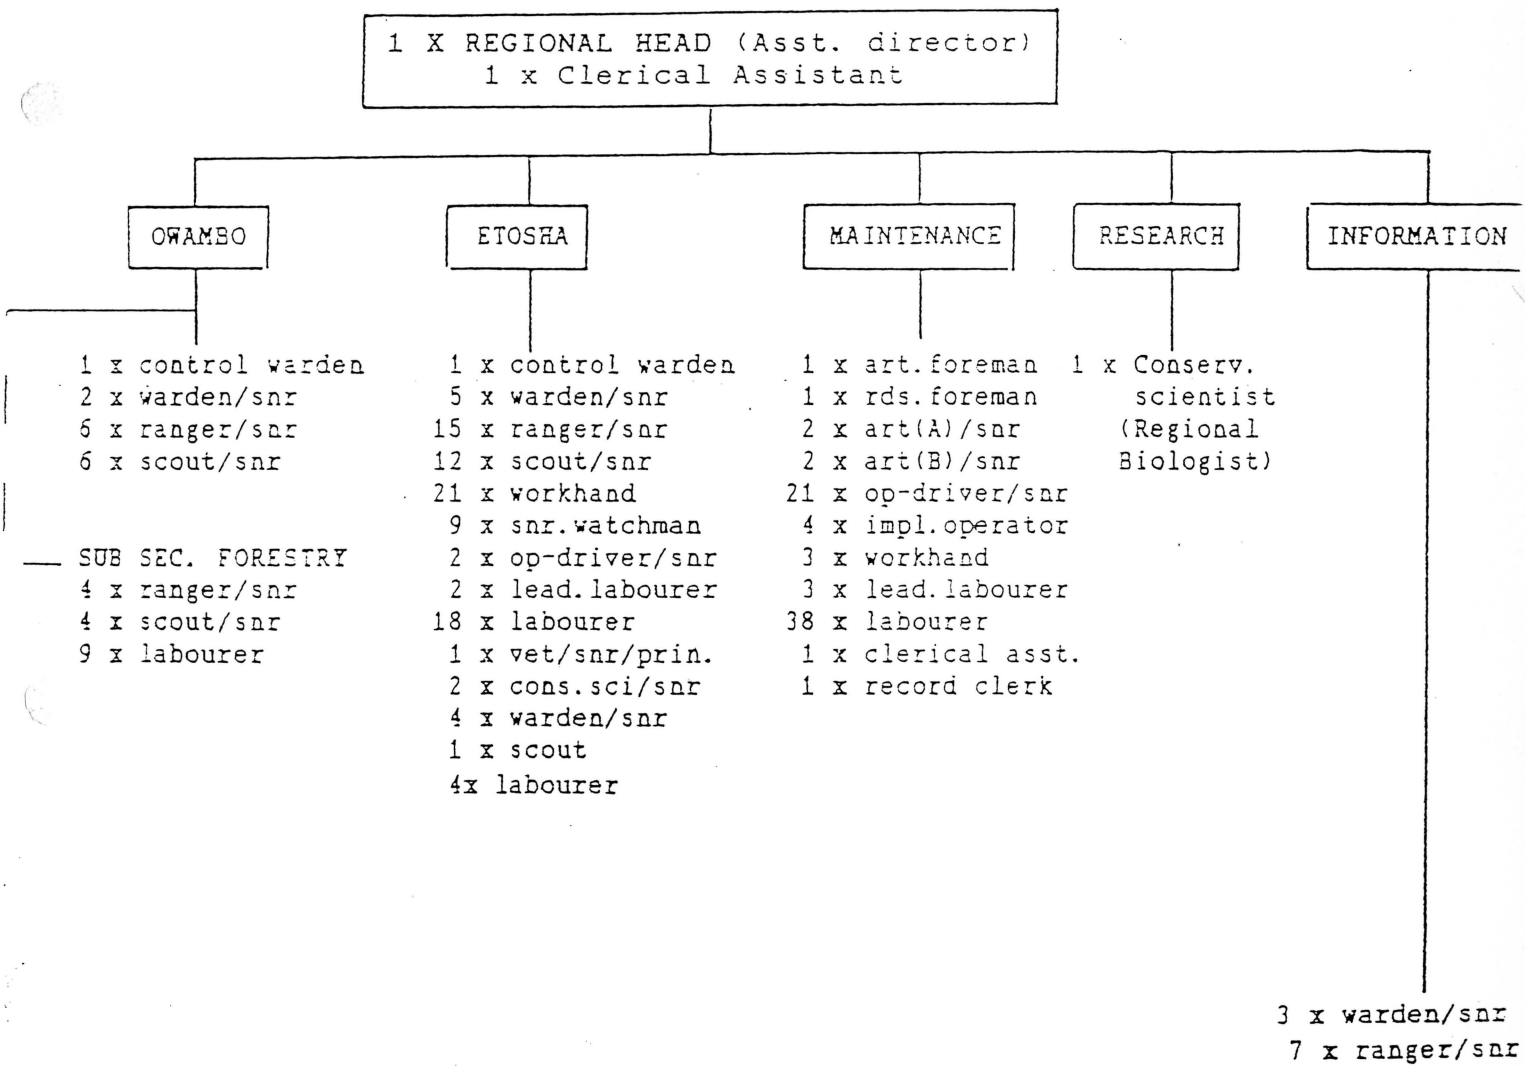 1 X REGIONAL HEAD (Asst. director)
1 x Clerical Assistant
OWAMBO
1 x control warden
2 x warden/snr
6 x ranger/snr
6 x scout/snr
SUB SEC. FORESTRY
4 x ranger/snr
4 x scout/snr
9 x labourer
ETOSHA
1 x control warden
5 x warden/snr
15 x ranger/snr
12 x scout/snr
21 x workhand
9 x snr.watchman
2 x op-driver/snr
2 x lead.labourer
18 x labourer
1 x vet/snr/prin.
2 x cons.sci/snr
4 x warden/snr
1 x scout
4x labourer
MAINTENANCE
1 x art.foreman
1 x rds.foreman
2 x art(A)/snr
2 x art(B)/snr
21 x op-driver/snr
4 x impl.operator
3 x workhand
3 x lead.labourer
38 x labourer
1 x clerical asst.
1 x record clerk
RESEARCH
1 x Conserv.
scientist
(Regional
Biologist)
INFORMATION
3 x warden/snr
7 x ranger/snr